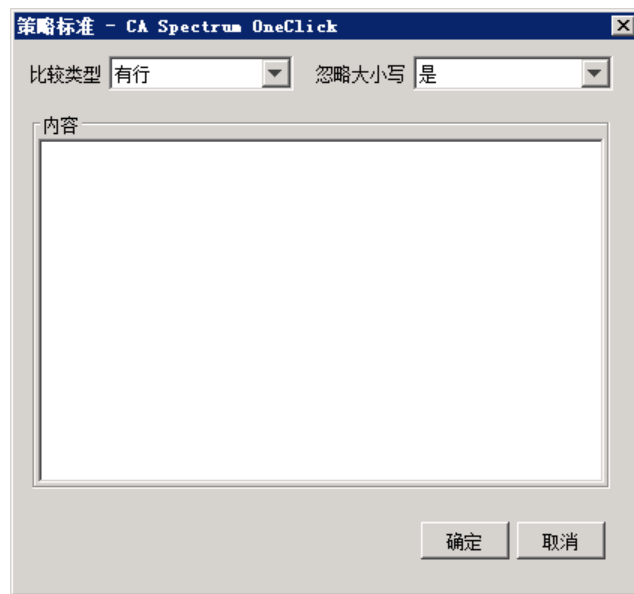 策略标准 - CA Spectrum OneClick
比较类型 有行 忽略大小写 是
内容
确定 取消